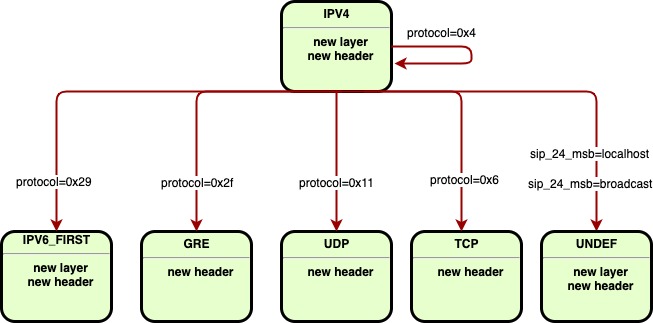 IPV4
new layer
new header
protocol=0x4
sip_24_msb=localhost
protocol=0x29
protocol=0x2f
protocol=0x11
protocol=0x6
sip_24_msb=broadcast
IPV6_FIRST
new layer
new header
GRE
new header
UDP
new header
TCP
new header
UNDEF
new layer
new header